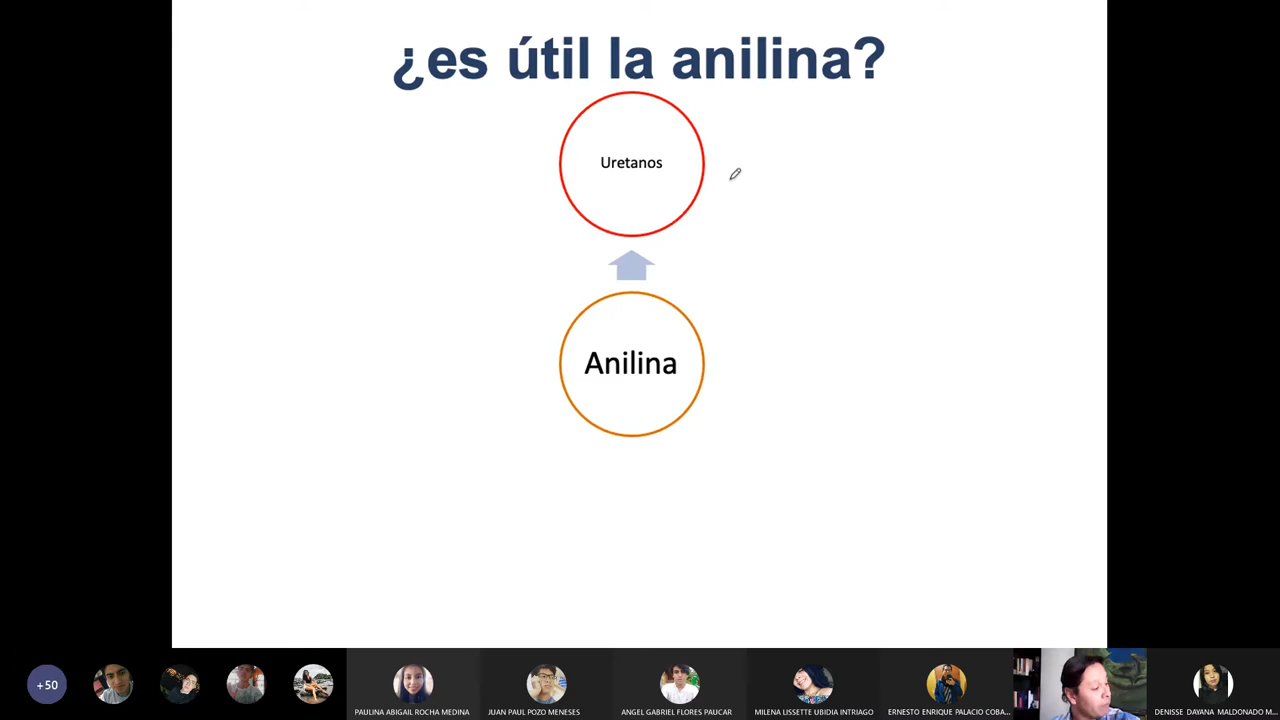 ¿es útil la anilina?
Uretanos
Anilina
+50
PAULINA ABIGAIL ROCHA MEDINA
JUAN PAUL POZO MENESES
ANGEL GABRIEL FLORES PAUCAR
MILENA LISSETTE UBIDIA INTRIAGO
ERNESTO ENRIQUE PALACIO COBA...
DENISSE DAYANA MALDONADO M...